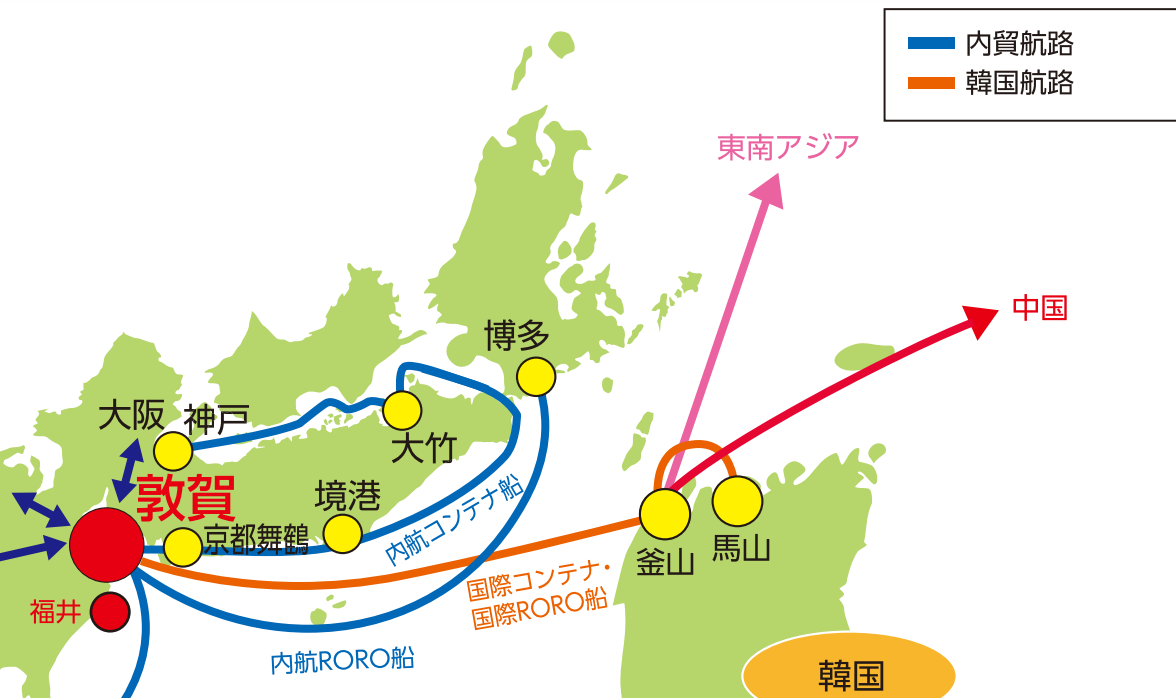 内貿航路
韓国航路
東南アジア
中国
博多
大阪
神戸
大竹
敦賀
境港
京都舞鶴
内航コンテナ船
釜山
馬山
国際コンテナ・
国際RORO船
福井
内航RORO船
韓国